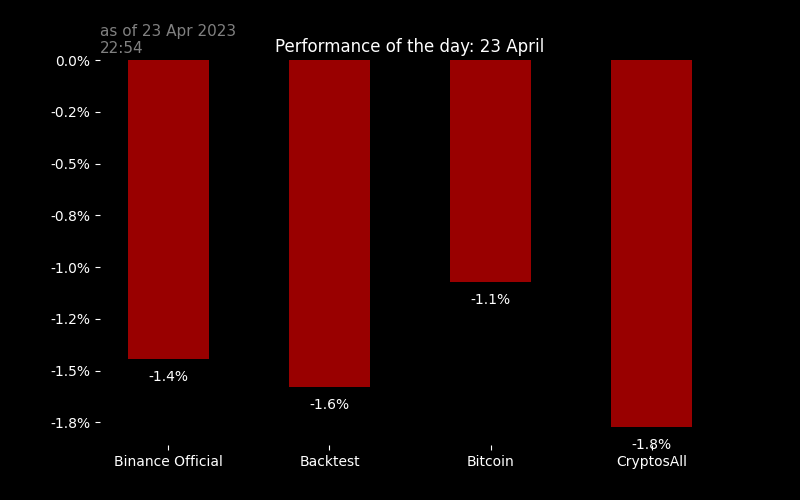 as of 23 Apr 2023
22:54
Performance of the day: 23 April
0.0%
-0.2%
-0.5%
-0.8%
-1.0%
-1.2%
-1.5%
-1.8%
-1.4%
-1.6%
-1.1%
-1.8%
Binance Official
Backtest
Bitcoin
CryptosAll